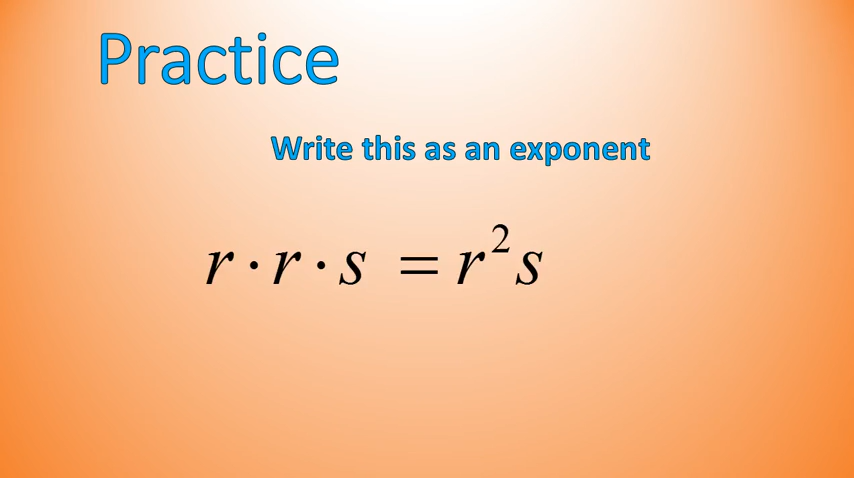 Practice
Write this as an exponent
r · r · s = r²s